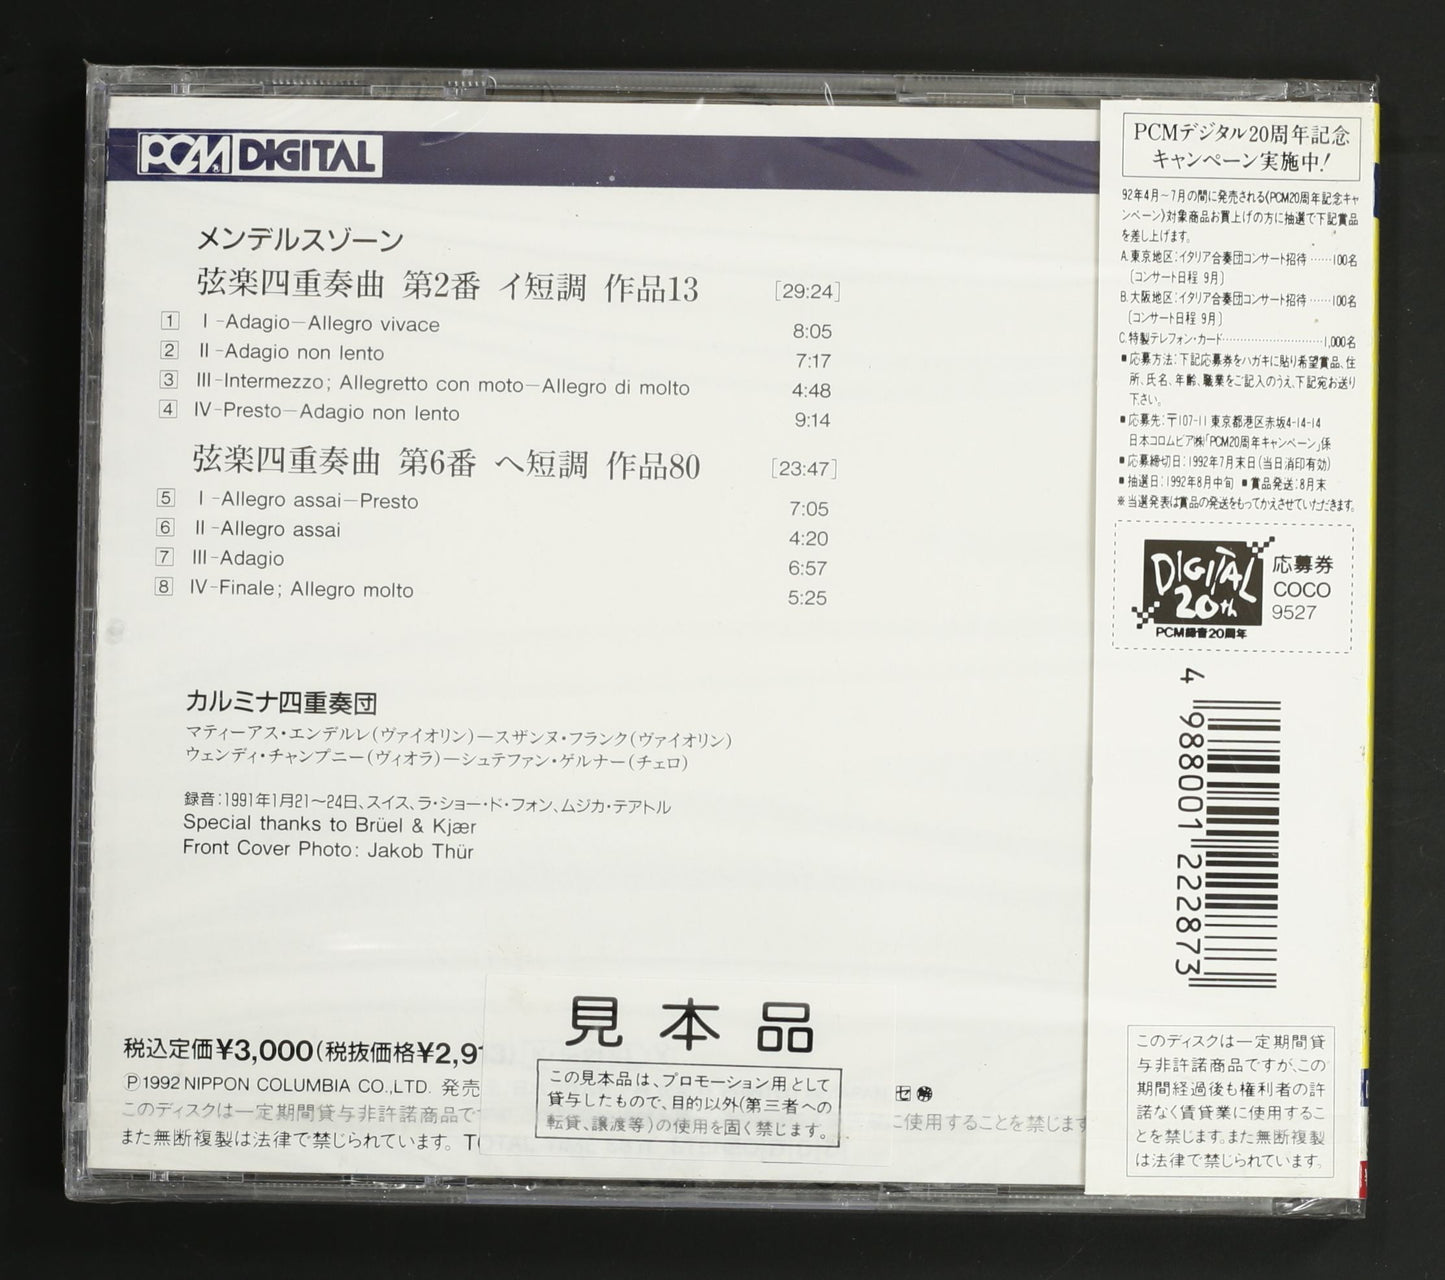 PCM DIGITAL
メンデルスゾーン
弦楽四重奏曲 第2番 イ短調 作品13 [29:24]
1 I-Adagio—Allegro vivace 8:05
2 II-Adagio non lento 7:17
3 III-Intermezzo; Allegretto con moto—Allegro di molto 4:48
4 IV-Presto—Adagio non lento 9:14
弦楽四重奏曲 第6番 ヘ短調 作品80 [23:47]
5 I-Allegro assai—Presto 7:05
6 II-Allegro assai 4:20
7 III-Adagio 6:57
8 IV-Finale; Allegro molto 5:25
カルミナ四重奏団
マティーアス・エンデルレ(ヴァイオリン)—スザンヌ・フランク(ヴァイオリン)
ウェンディ・チャンプニー(ヴィオラ)—シュテファン・ゲルナー(チェロ)
録音:1991年1月21〜24日、スイス、ラ・ショー・ド・フォン、ムジカ・テアトル
Special thanks to Brüel & Kjær
Front Cover Photo: Jakob Thür
税込定価¥3,000(税抜価格¥2,91
Ⓟ1992 NIPPON COLUMBIA CO.,LTD. 発売
このディスクは一定期間貸与非許諾商品で
に使用することを禁じます
また無断複製は法律で禁じられています。
見本品
この見本品は、プロモーション用として
貸与したもので、目的以外(第三者への
転貸、譲渡等)の使用を固く禁じます。
PCMデジタル20周年記念
キャンペーン実施中!
92年4月〜7月の間に発売される(PCM20周年記念キャ
ンペーン)対象商品お買上げの方に抽選で下記賞品
を差し上げます。
A.東京地区:イタリア合奏団コンサート招待……100名
(コンサート日程 9月)
B.大阪地区:イタリア合奏団コンサート招待……100名
(コンサート日程 9月)
C.特製テレフォン・カード……………………1,000名
■応募方法:下記応募券をハガキに貼り希望賞品、住
所、氏名、年齢、職業をご記入のうえ、下記宛お送り
下さい。
■応募先:〒107-11 東京都港区赤坂4-14-14
日本コロムビア㈱「PCM20周年キャンペーン」係
■応募締切日:1992年7月末日(当日消印有効)
■抽選日:1992年8月中旬 ■賞品発送:8月末
※当選発表は賞品の発送をもってかえさせていただきます。
DIGITAL
20th
PCM録音20周年
応募券
COCO
9527
4 988001 222873
このディスクは一定期間貸
与非許諾商品ですが、この
期間経過後も権利者の許
諾なく賃貸業に使用するこ
とを禁じます。また無断複製
は法律で禁じられています。